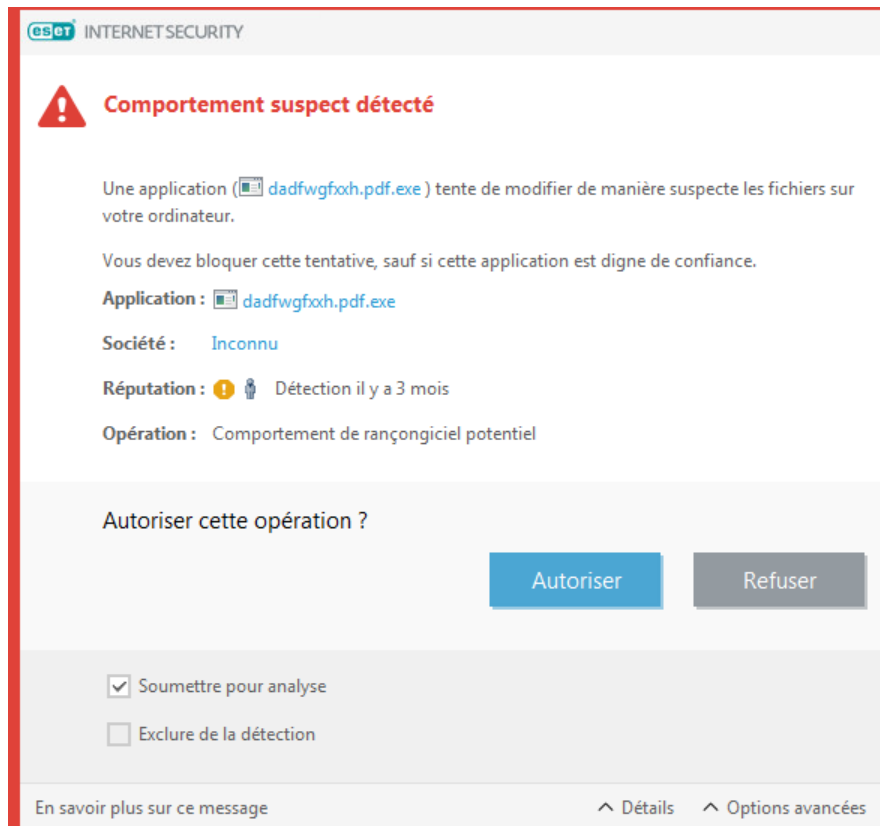 eset INTERNET SECURITY
Comportement suspect détecté
Une application ( dadfwgfxxh.pdf.exe ) tente de modifier de manière suspecte les fichiers sur
votre ordinateur.
Vous devez bloquer cette tentative, sauf si cette application est digne de confiance.
Application : dadfwgfxxh.pdf.exe
Société : Inconnu
Réputation : Détection il y a 3 mois
Opération : Comportement de rançongiciel potentiel
Autoriser cette opération ?
Autoriser Refuser
Soumettre pour analyse
Exclure de la détection
En savoir plus sur ce message Détails Options avancées